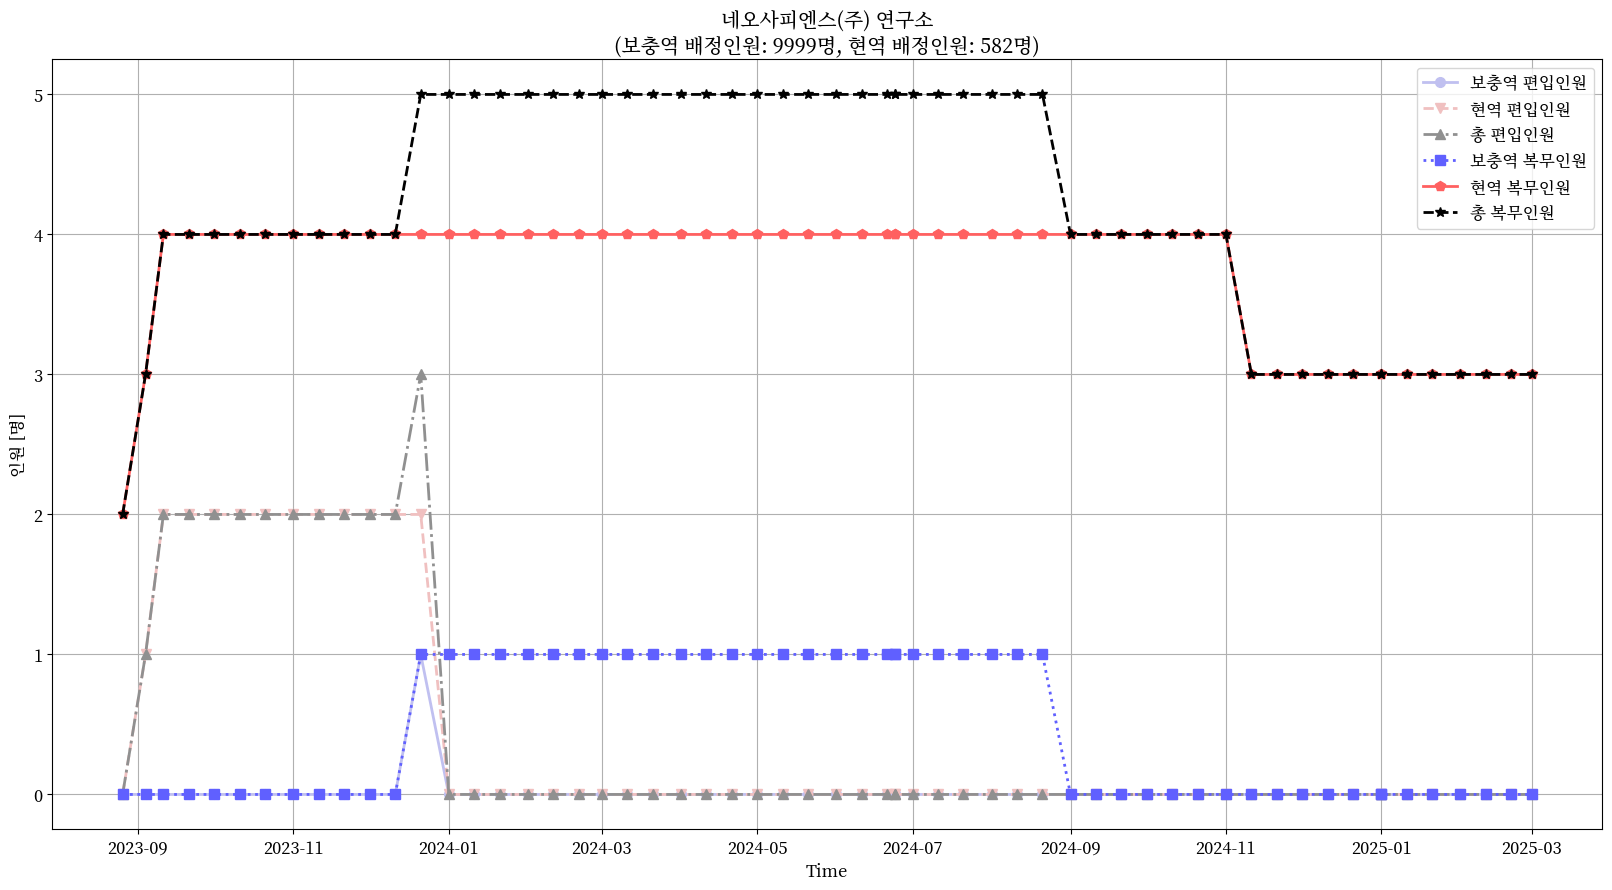 네오사피엔스(주) 연구소
(보충역 배정인원: 9999명, 현역 배정인원: 582명)
보충역 편입인원
현역 편입인원
총 편입인원
보충역 복무인원
현역 복무인원
총 복무인원
인원 [명]
5
4
3
2
1
0
2023-09
2023-11
2024-01
2024-03
2024-05
2024-07
2024-09
2024-11
2025-01
2025-03
Time